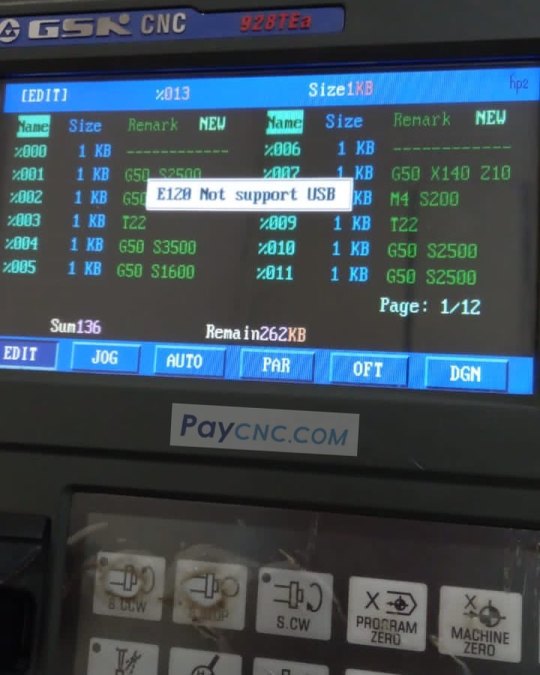 GSK CNC 928TEa
[EDIT] %013 Size1KB hp2
Name Size Remark NEW Name Size Remark NEW
%000 1 KB ------------ %006 1 KB ------------
%001 1 KB G50 S2500 %007 1 KB G50 X140 Z10
%002 1 KB G50 M4 S200
E120 Not support USB
%003 1 KB T22 %009 1 KB T22
%004 1 KB G50 S3500 %010 1 KB G50 S2500
%005 1 KB G50 S1600 %011 1 KB G50 S2500
Page: 1/12
Sum136 Remain262KB
EDIT JOG AUTO PAR OFT DGN
PayCNC.COM
S.CCW S.CW X PROGRAM ZERO X MACHINE ZERO